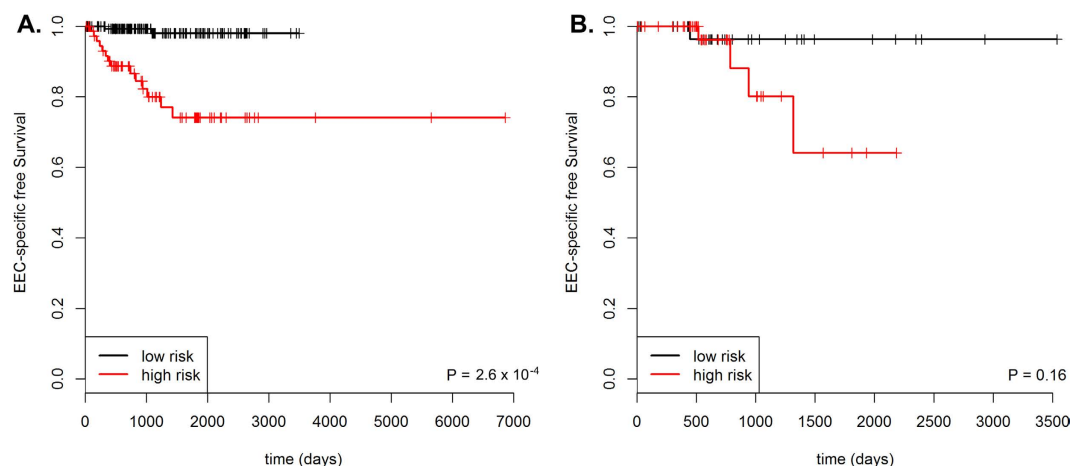 A.
EEC-specific free Survival
1.0
0.8
0.6
0.4
0.2
0.0
low risk
high risk
P = 2.6 x 10⁻⁴
0 1000 2000 3000 4000 5000 6000 7000
time (days)
B.
EEC-specific free Survival
1.0
0.8
0.6
0.4
0.2
0.0
low risk
high risk
P = 0.16
0 500 1000 1500 2000 2500 3000 3500
time (days)